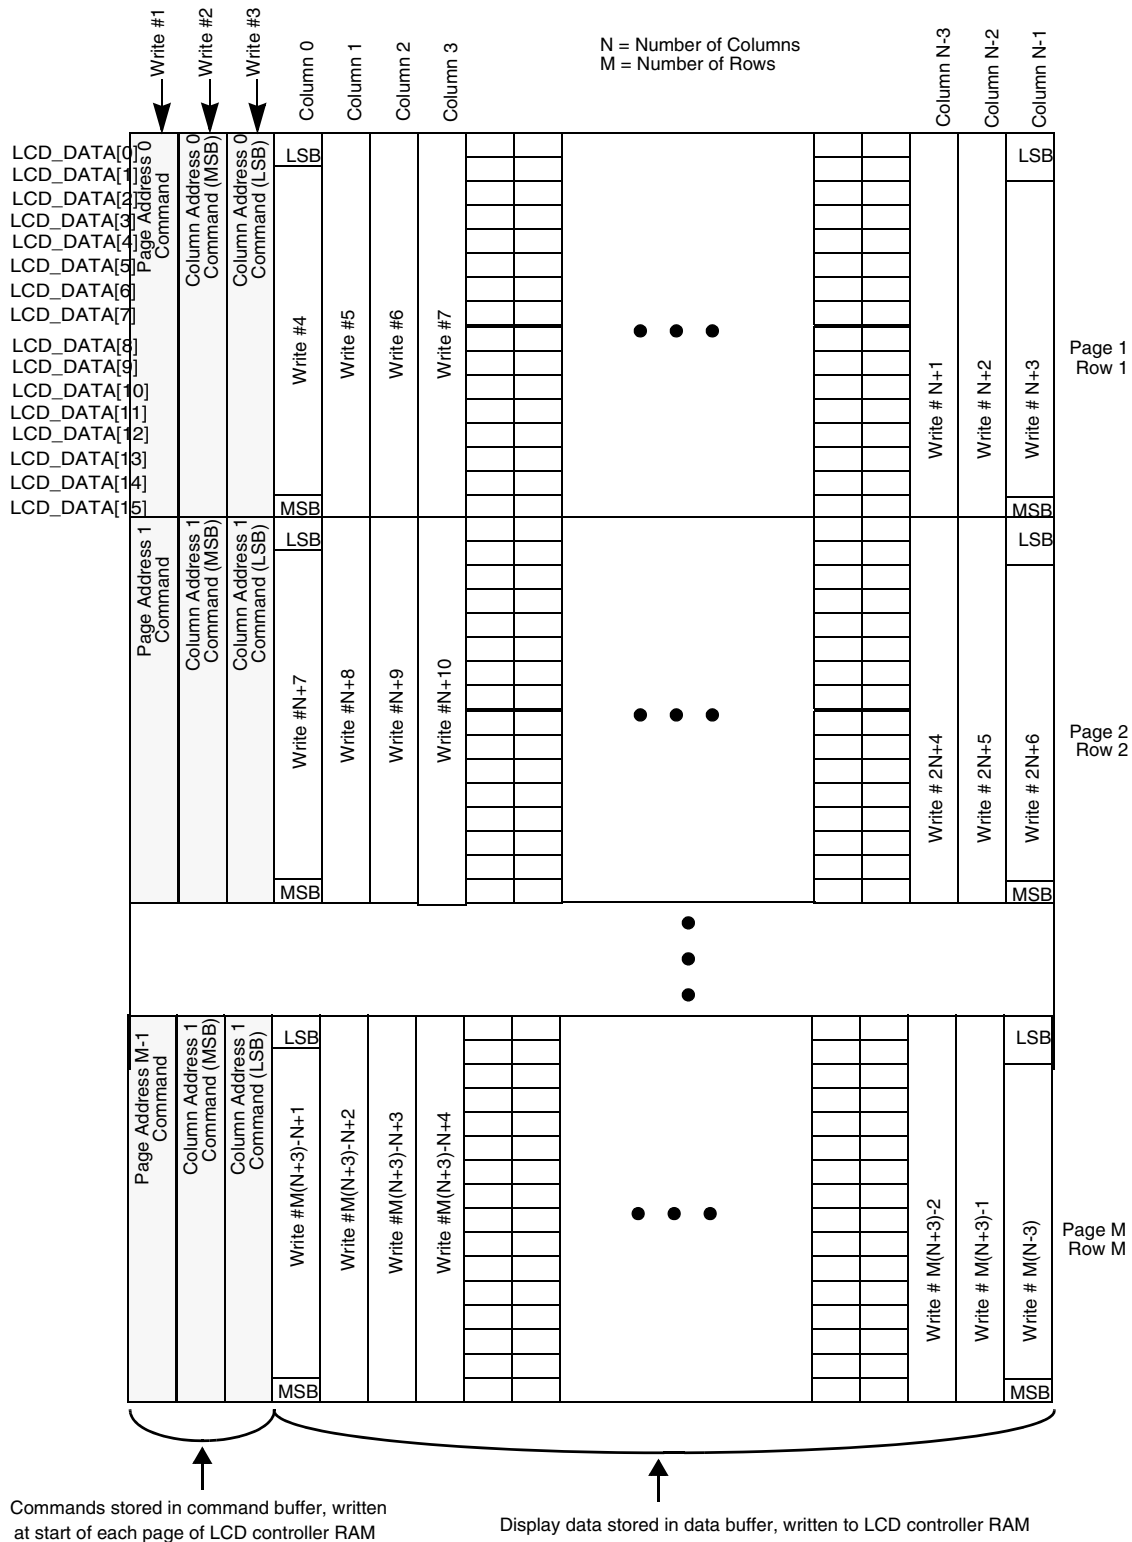 Write #1
Write #2
Write #3
Column 0
Column 1
Column 2
Column 3
N = Number of Columns
M = Number of Rows
Column N-3
Column N-2
Column N-1
LCD_DATA[0]
LCD_DATA[1]
LCD_DATA[2]
LCD_DATA[3]
LCD_DATA[4]
LCD_DATA[5]
LCD_DATA[6]
LCD_DATA[7]
LCD_DATA[8]
LCD_DATA[9]
LCD_DATA[10]
LCD_DATA[11]
LCD_DATA[12]
LCD_DATA[13]
LCD_DATA[14]
LCD_DATA[15]
Page Address 0
Command
Column Address 0
Command (MSB)
Column Address 0
Command (LSB)
LSB
Write #4
MSB
Write #5
Write #6
Write #7
Write # N+1
Write # N+2
LSB
Write # N+3
MSB
Page 1
Row 1
Page Address 1
Command
Column Address 1
Command (MSB)
Column Address 1
Command (LSB)
LSB
Write #N+7
MSB
Write #N+8
Write #N+9
Write #N+10
Write # 2N+4
Write # 2N+5
LSB
Write # 2N+6
MSB
Page 2
Row 2
Page Address M-1
Command
Column Address 1
Command (MSB)
Column Address 1
Command (LSB)
LSB
Write #M(N+3)-N+1
MSB
Write #M(N+3)-N+2
Write #M(N+3)-N+3
Write #M(N+3)-N+4
Write # M(N+3)-2
Write # M(N+3)-1
LSB
Write # M(N-3)
MSB
Page M
Row M
Commands stored in command buffer, written
at start of each page of LCD controller RAM
Display data stored in data buffer, written to LCD controller RAM